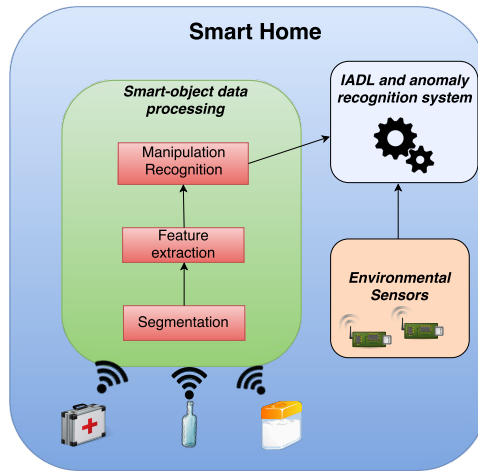 Smart Home
Smart-object data
processing
IADL and anomaly
recognition system
Manipulation
Recognition
Feature
extraction
Segmentation
Environmental
Sensors